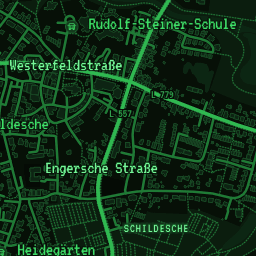 Rudolf-Steiner-Schule
Westerfeldstraße
L 779
L 557
ldesche
Engersche Straße
SCHILDESCHE
Heidegärten